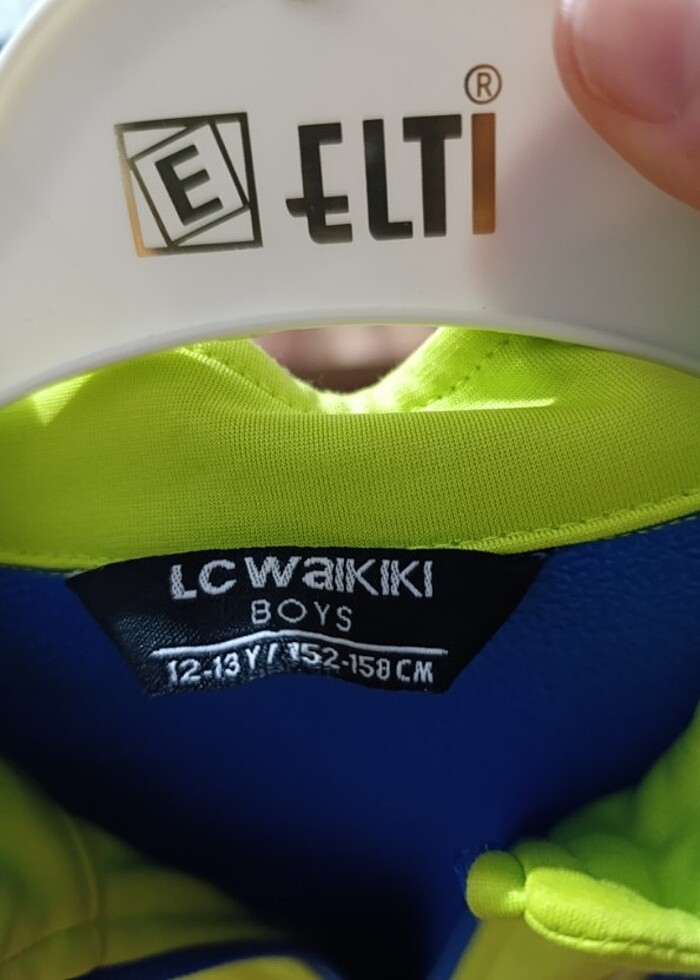 E ELTI®
LC WAIKIKI
BOYS
12-13 Y / 152-158 CM